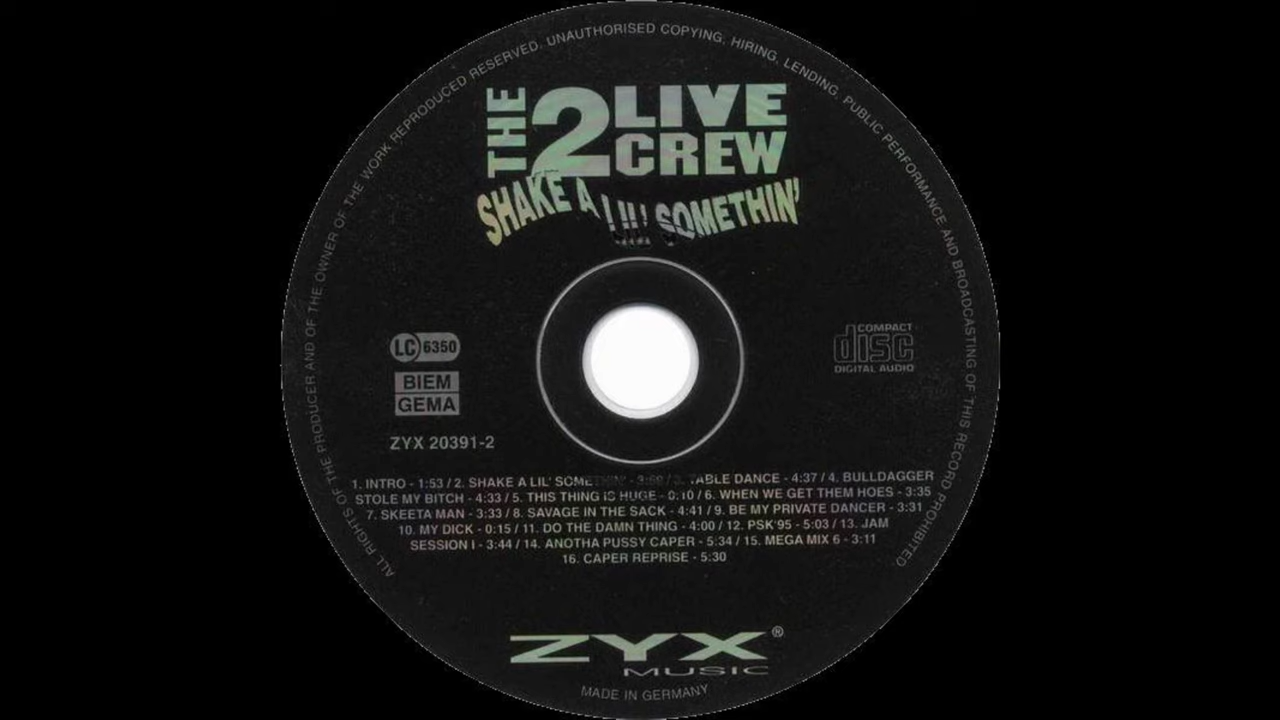 ALL RIGHTS OF THE PRODUCER AND OF THE OWNER OF THE WORK REPRODUCED RESERVED. UNAUTHORISED COPYING, HIRING, LENDING, PUBLIC PERFORMANCE AND BROADCASTING OF THIS RECORD PROHIBITED.
THE 2 LIVE CREW
SHAKE A LIL' SOMETHIN'
LC 6350
COMPACT
disc
DIGITAL AUDIO
BIEM
GEMA
ZYX 20391-2
1. INTRO - 1:53 / 2. SHAKE A LIL' SOMETHIN' - / 3. TABLE DANCE - 4:37 / 4. BULLDAGGER
STOLE MY BITCH - 4:33 / 5. THIS THING IS HUGE - 0:10 / 6. WHEN WE GET THEM HOES - 3:35
7. SKEETA MAN - 3:33 / 8. SAVAGE IN THE SACK - 4:41 / 9. BE MY PRIVATE DANCER - 3:31
10. MY DICK - 0:15 / 11. DO THE DAMN THING - 4:00 / 12. PSK'95 - 5:03 / 13. JAM
SESSION I - 3:44 / 14. ANOTHA PUSSY CAPER - 5:34 / 15. MEGA MIX 6 - 3:11
16. CAPER REPRISE - 5:30
ZYX®
MUSIC
MADE IN GERMANY